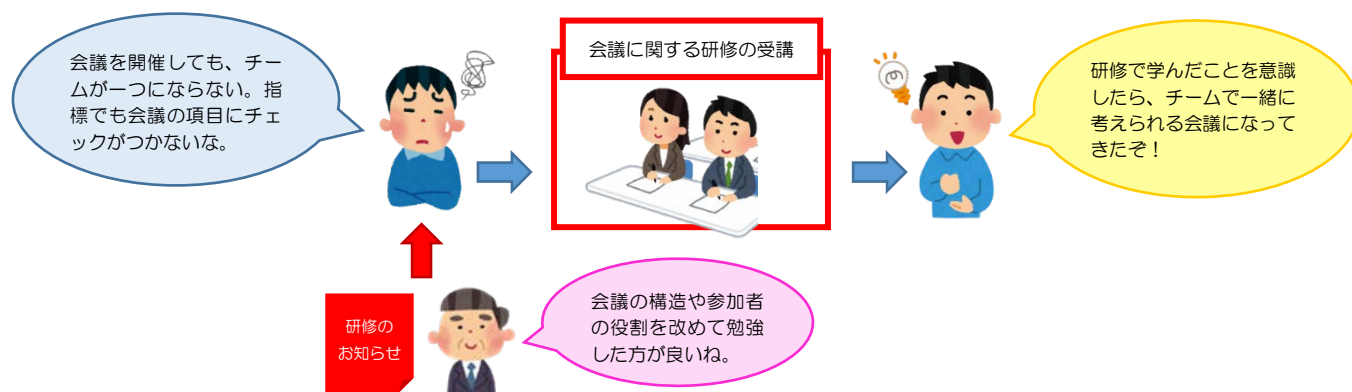 会議を開催しても、チー
ムが一つにならない。指
標でも会議の項目にチェ
ックがつかないな。
会議に関する研修の受講
研修で学んだことを意識
したら、チームで一緒に
考えられる会議になって
きたぞ！
研修の
お知らせ
会議の構造や参加者
の役割を改めて勉強
した方が良いね。